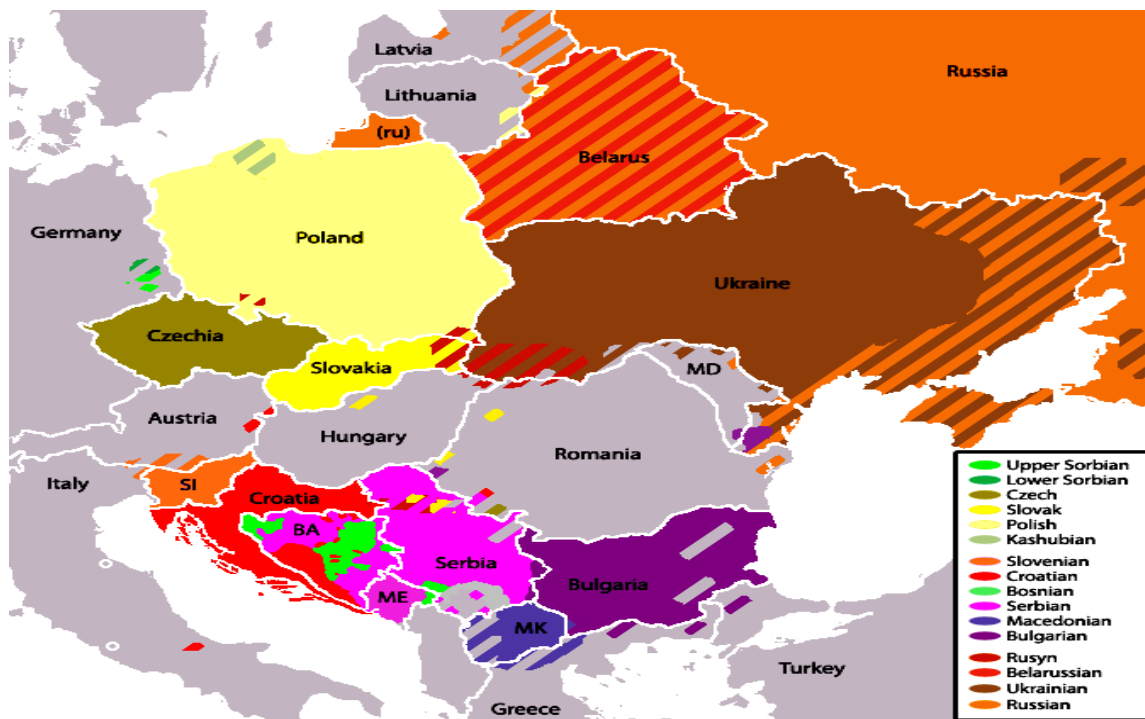 Latvia
Russia
Lithuania
(ru)
Belarus
Germany
Poland
Ukraine
Czechia
Slovakia
MD
Austria
Hungary
Romania
Italy
SI
Croatia
BA
Serbia
Bulgaria
ME
MK
Turkey
Greece
Upper Sorbian
Lower Sorbian
Czech
Slovak
Polish
Kashubian
Slovenian
Croatian
Bosnian
Serbian
Macedonian
Bulgarian
Rusyn
Belarussian
Ukrainian
Russian